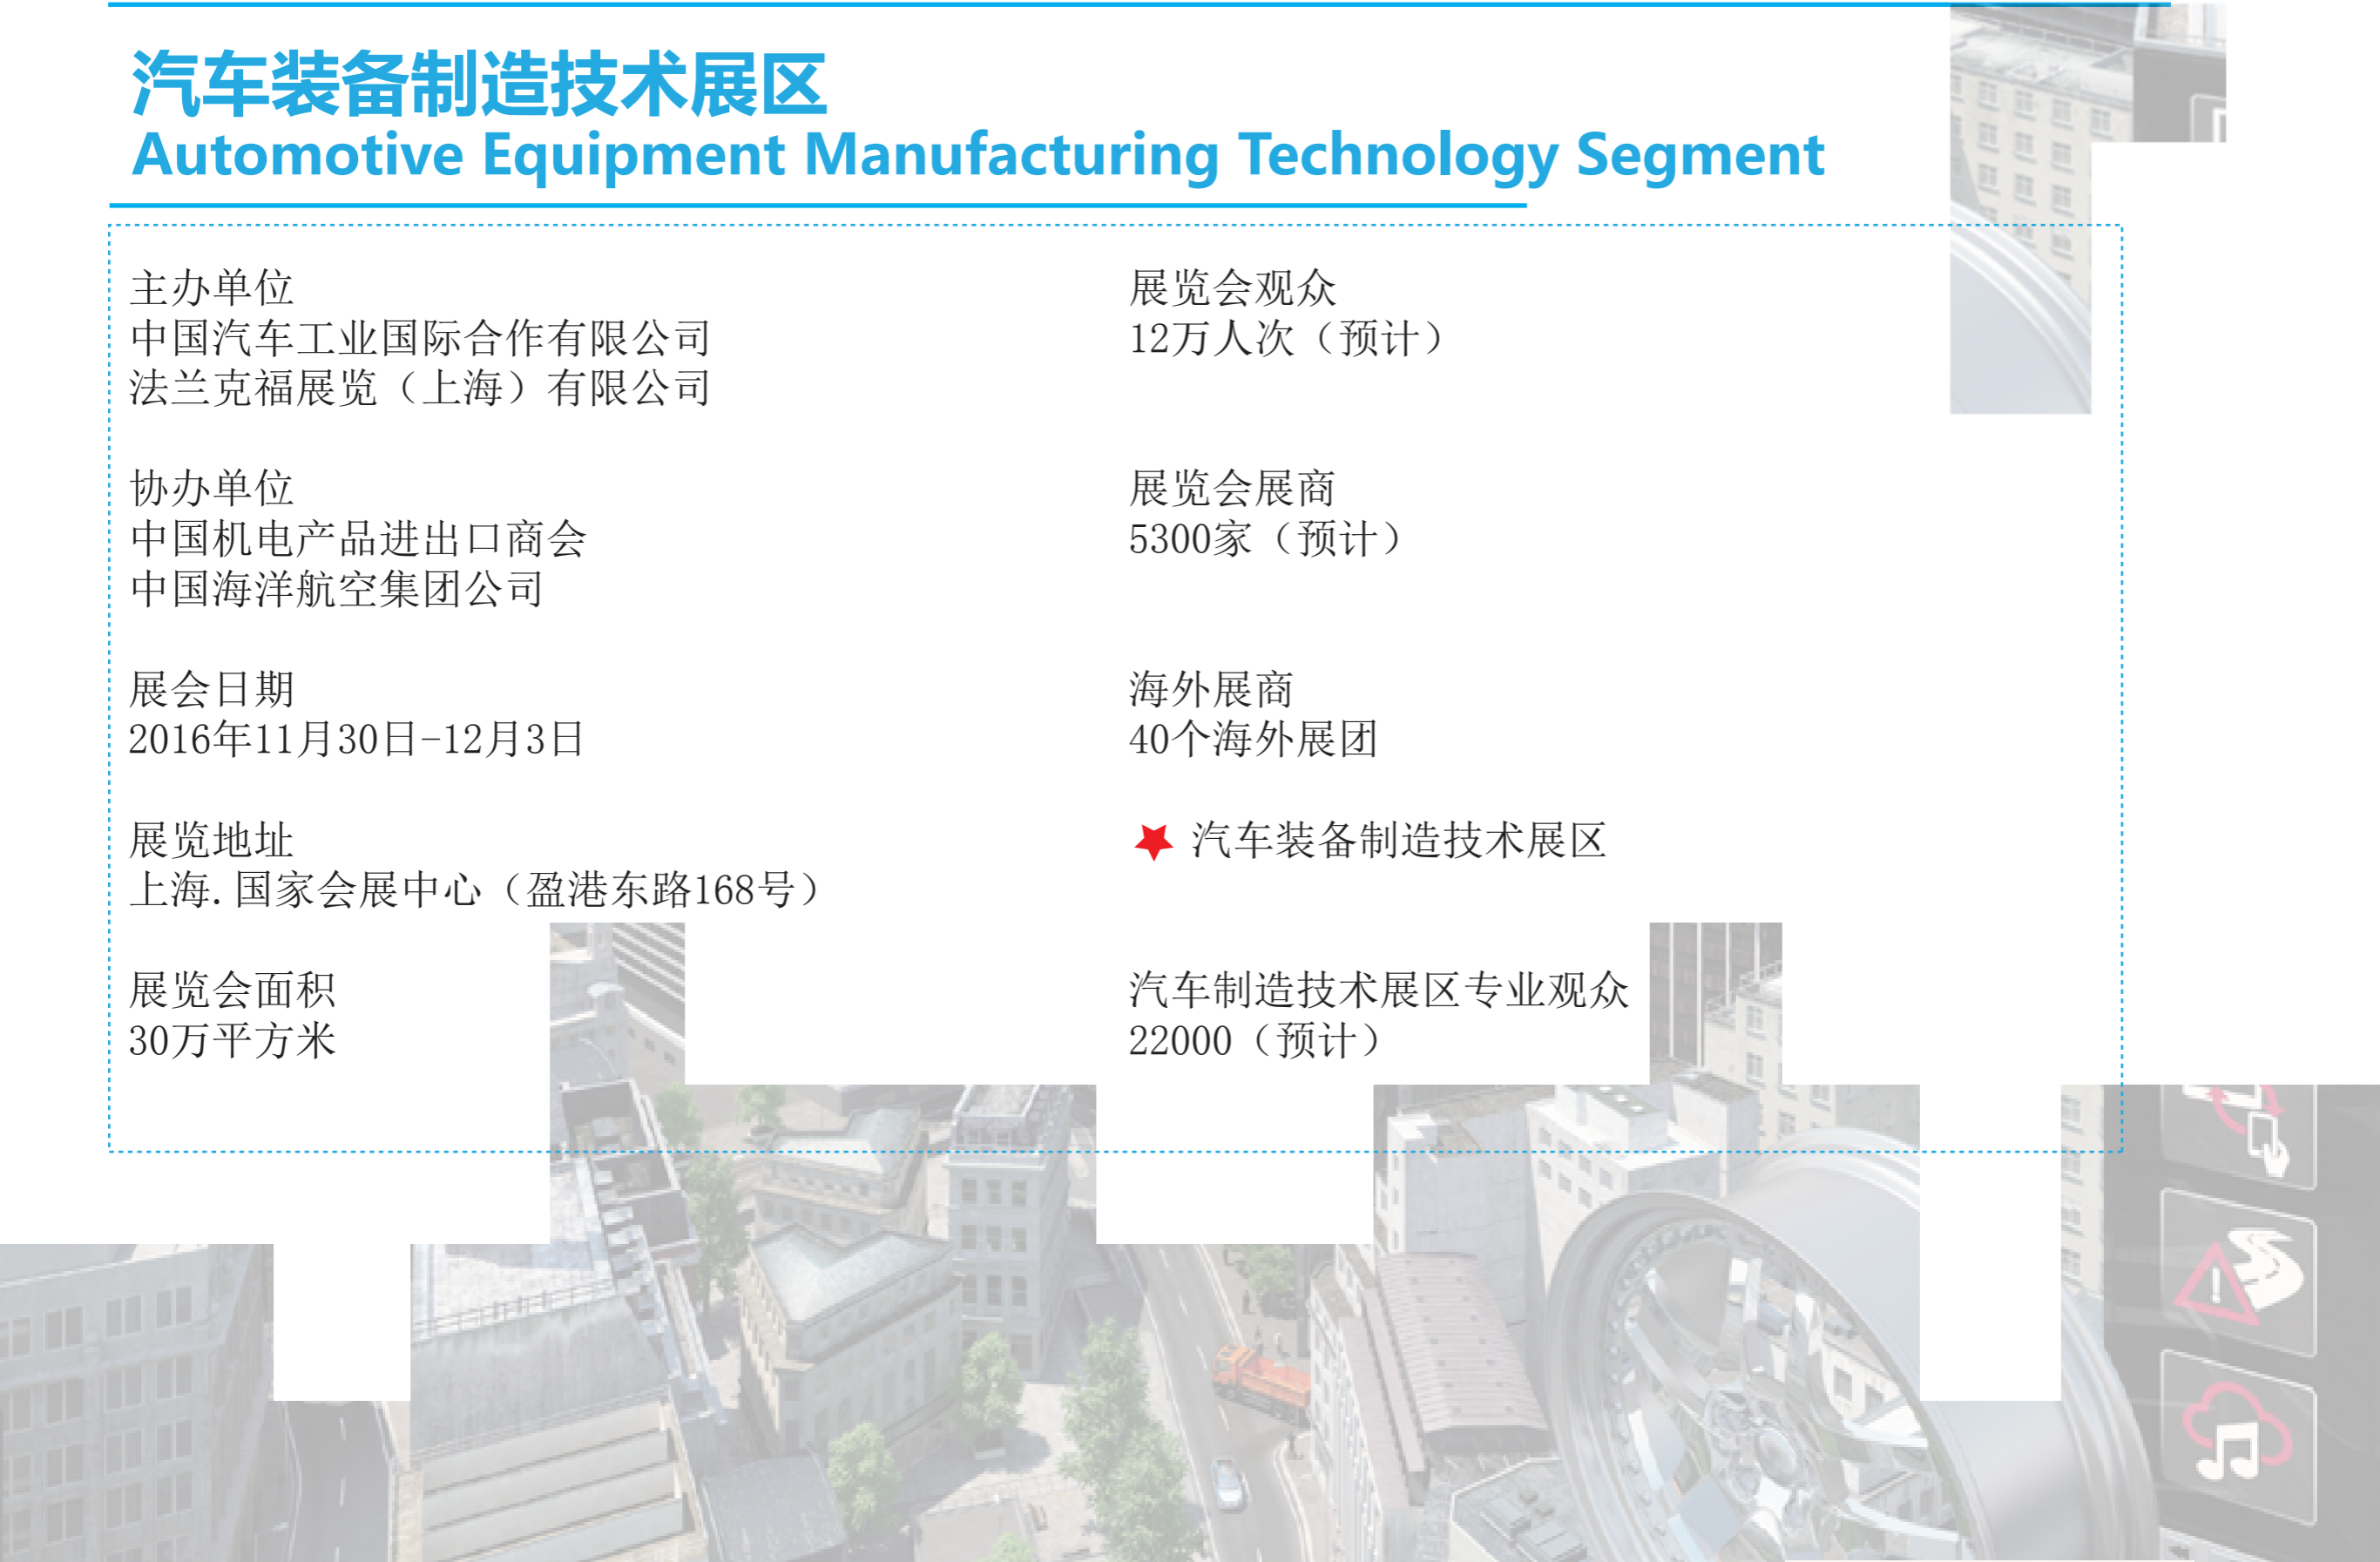 汽车装备制造技术展区
Automotive Equipment Manufacturing Technology Segment
主办单位
中国汽车工业国际合作有限公司
法兰克福展览（上海）有限公司
协办单位
中国机电产品进出口商会
中国海洋航空集团公司
展会日期
2016年11月30日-12月3日
展览地址
上海.国家会展中心（盈港东路168号）
展览会面积
30万平方米
展览会观众
12万人次（预计）
展览会展商
5300家（预计）
海外展商
40个海外展团
汽车装备制造技术展区
汽车制造技术展区专业观众
22000（预计）